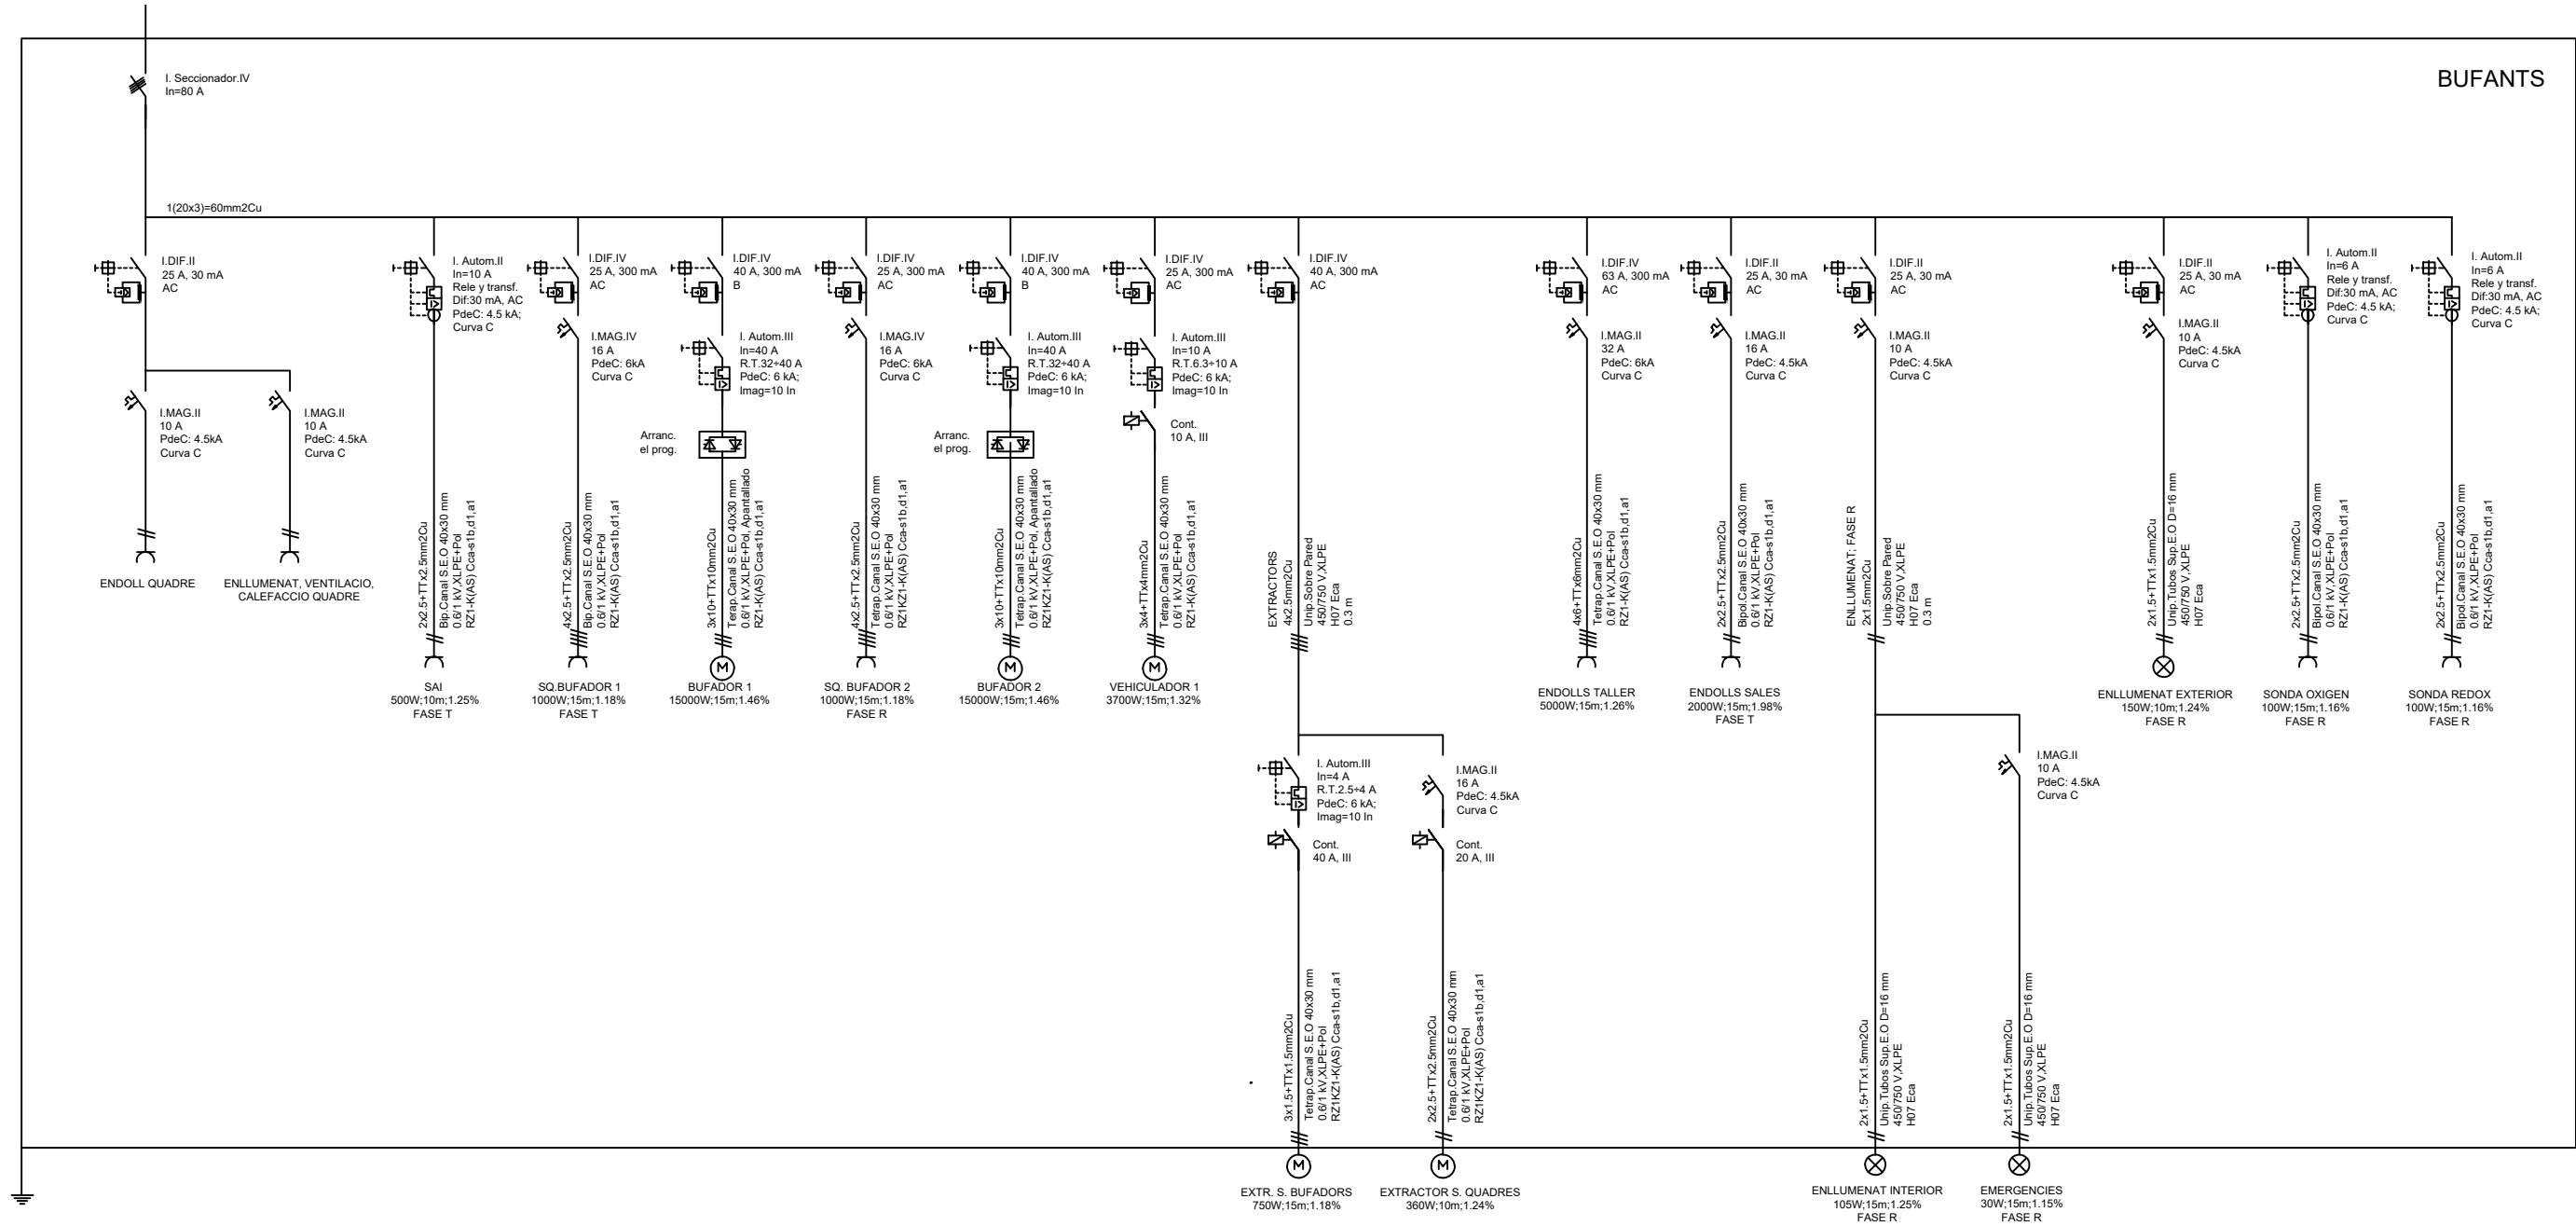 I. Seccionador.IV
In=80 A
BUFANTS
1(20x3)=60mm2Cu
I.DIF.II
25 A, 30 mA
AC
I.MAG.II
10 A
PdeC: 4.5kA
Curva C
ENDOLL QUADRE
I.MAG.II
10 A
PdeC: 4.5kA
Curva C
ENLLUMENAT, VENTILACIO,
CALEFACCIO QUADRE
I. Autom.II
In=10 A
Rele y transf.
Dif:30 mA, AC
PdeC: 4.5 kA;
Curva C
2x2.5+TTx2.5mm2Cu
Bip.Canal S.E.O 40x30 mm
0.6/1 kV,XLPE+Pol
RZ1-K(AS) Cca-s1b,d1,a1
SAI
500W;10m;1.25%
FASE T
I.DIF.IV
25 A, 300 mA
AC
I.MAG.IV
16 A
PdeC: 6kA
Curva C
4x2.5+TTx2.5mm2Cu
Bip.Canal S.E.O 40x30 mm
0.6/1 kV,XLPE+Pol
RZ1-K(AS) Cca-s1b,d1,a1
SQ.BUFADOR 1
1000W;15m;1.18%
FASE T
I.DIF.IV
40 A, 300 mA
B
I. Autom.III
In=40 A
R.T.32÷40 A
PdeC: 6 kA;
Imag=10 In
Arranc.
el prog.
3x10+TTx10mm2Cu
Terap.Canal S.E.O 40x30 mm
0.6/1 kV,XLPE+Pol, Apantallado
RZ1-K(AS) Cca-s1b,d1,a1
M
BUFADOR 1
15000W;15m;1.46%
I.DIF.IV
25 A, 300 mA
AC
I.MAG.IV
16 A
PdeC: 6kA
Curva C
4x2.5+TTx2.5mm2Cu
Tetrap.Canal S.E.O 40x30 mm
0.6/1 kV,XLPE+Pol
RZ1KZ1-K(AS) Cca-s1b,d1,a1
SQ. BUFADOR 2
1000W;15m;1.18%
FASE R
I.DIF.IV
40 A, 300 mA
B
I. Autom.III
In=40 A
R.T.32÷40 A
PdeC: 6 kA;
Imag=10 In
Arranc.
el prog.
3x10+TTx10mm2Cu
Tetrap.Canal S.E.O 40x30 mm
0.6/1 kV,XLPE+Pol, Apantallado
RZ1KZ1-K(AS) Cca-s1b,d1,a1
M
BUFADOR 2
15000W;15m;1.46%
I.DIF.IV
25 A, 300 mA
AC
I. Autom.III
In=10 A
R.T.6.3÷10 A
PdeC: 6 kA;
Imag=10 In
Cont.
10 A, III
3x4+TTx4mm2Cu
Tetrap.Canal S.E.O 40x30 mm
0.6/1 kV,XLPE+Pol
RZ1-K(AS) Cca-s1b,d1,a1
M
VEHICULADOR 1
3700W;15m;1.32%
I.DIF.IV
40 A, 300 mA
AC
EXTRACTORS
4x2.5mm2Cu
Unip.Sobre Pared
450/750 V,XLPE
H07 Eca
0.3 m
I. Autom.III
In=4 A
R.T.2.5÷4 A
PdeC: 6 kA;
Imag=10 In
Cont.
40 A, III
3x1.5+TTx1.5mm2Cu
Tetrap.Canal S.E.O 40x30 mm
0.6/1 kV,XLPE+Pol
RZ1KZ1-K(AS) Cca-s1b,d1,a1
M
EXTR. S. BUFADORS
750W;15m;1.18%
I.MAG.II
16 A
PdeC: 4.5kA
Curva C
Cont.
20 A, III
2x2.5+TTx2.5mm2Cu
Tetrap.Canal S.E.O 40x30 mm
0.6/1 kV,XLPE+Pol
RZ1KZ1-K(AS) Cca-s1b,d1,a1
M
EXTRACTOR S. QUADRES
360W;10m;1.24%
I.DIF.IV
63 A, 300 mA
AC
I.MAG.II
32 A
PdeC: 6kA
Curva C
4x6+TTx6mm2Cu
Tetrap.Canal S.E.O 40x30 mm
0.6/1 kV,XLPE+Pol
RZ1-K(AS) Cca-s1b,d1,a1
ENDOLLS TALLER
5000W;15m;1.26%
I.DIF.II
25 A, 30 mA
AC
I.MAG.II
16 A
PdeC: 4.5kA
Curva C
2x2.5+TTx2.5mm2Cu
Bipol.Canal S.E.O 40x30 mm
0.6/1 kV,XLPE+Pol
RZ1-K(AS) Cca-s1b,d1,a1
ENDOLLS SALES
2000W;15m;1.98%
FASE T
I.DIF.II
25 A, 30 mA
AC
I.MAG.II
10 A
PdeC: 4.5kA
Curva C
ENLLUMENAT; FASE R
2x1.5mm2Cu
Unip.Sobre Pared
450/750 V,XLPE
H07 Eca
0.3 m
2x1.5+TTx1.5mm2Cu
Unip.Tubos Sup.E.O D=16 mm
450/750 V,XLPE
H07 Eca
ENLLUMENAT INTERIOR
105W;15m;1.25%
FASE R
I.MAG.II
10 A
PdeC: 4.5kA
Curva C
2x1.5+TTx1.5mm2Cu
Unip.Tubos Sup.E.O D=16 mm
450/750 V,XLPE
H07 Eca
EMERGENCIES
30W;15m;1.15%
FASE R
I.DIF.II
25 A, 30 mA
AC
I.MAG.II
10 A
PdeC: 4.5kA
Curva C
2x1.5+TTx1.5mm2Cu
Unip.Tubos Sup.E.O D=16 mm
450/750 V,XLPE
H07 Eca
ENLLUMENAT EXTERIOR
150W;10m;1.24%
FASE R
I. Autom.II
In=6 A
Rele y transf.
Dif:30 mA, AC
PdeC: 4.5 kA;
Curva C
2x2.5+TTx2.5mm2Cu
Bipol.Canal S.E.O 40x30 mm
0.6/1 kV,XLPE+Pol
RZ1-K(AS) Cca-s1b,d1,a1
SONDA OXIGEN
100W;15m;1.16%
FASE R
I. Autom.II
In=6 A
Rele y transf.
Dif:30 mA, AC
PdeC: 4.5 kA;
Curva C
2x2.5+TTx2.5mm2Cu
Bipol.Canal S.E.O 40x30 mm
0.6/1 kV,XLPE+Pol
RZ1-K(AS) Cca-s1b,d1,a1
SONDA REDOX
100W;15m;1.16%
FASE R